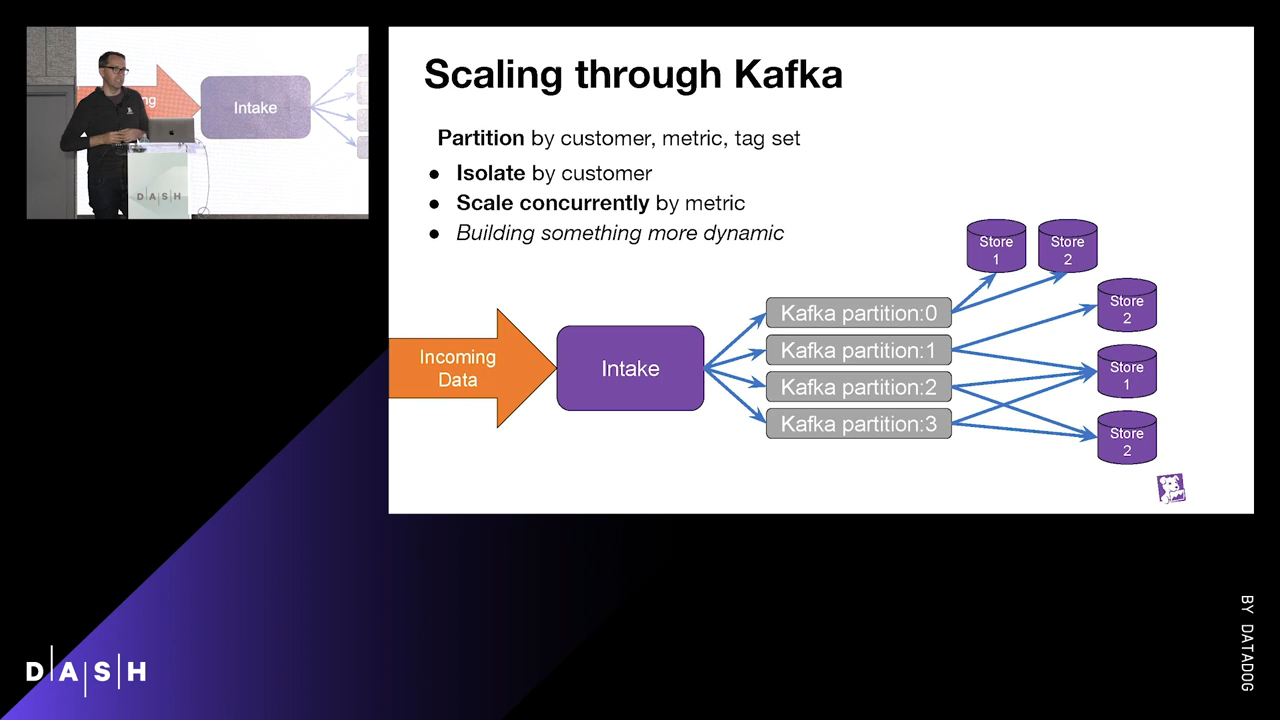 ng
Intake
D|A|S|H
Scaling through Kafka
Partition by customer, metric, tag set
● Isolate by customer
● Scale concurrently by metric
● Building something more dynamic
Store
1
Store
2
Store
2
Store
1
Store
2
Incoming
Data
Intake
Kafka partition:0
Kafka partition:1
Kafka partition:2
Kafka partition:3
D|A|S|H
BY DATADOG